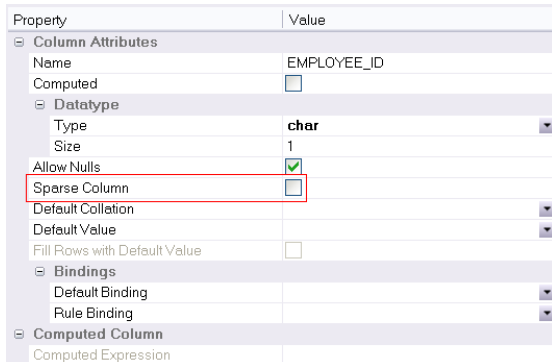 Property Value
Column Attributes
Name EMPLOYEE_ID
Computed
Datatype
Type char
Size 1
Allow Nulls
Sparse Column
Default Collation
Default Value
Fill Rows with Default Value
Bindings
Default Binding
Rule Binding
Computed Column
Computed Expression